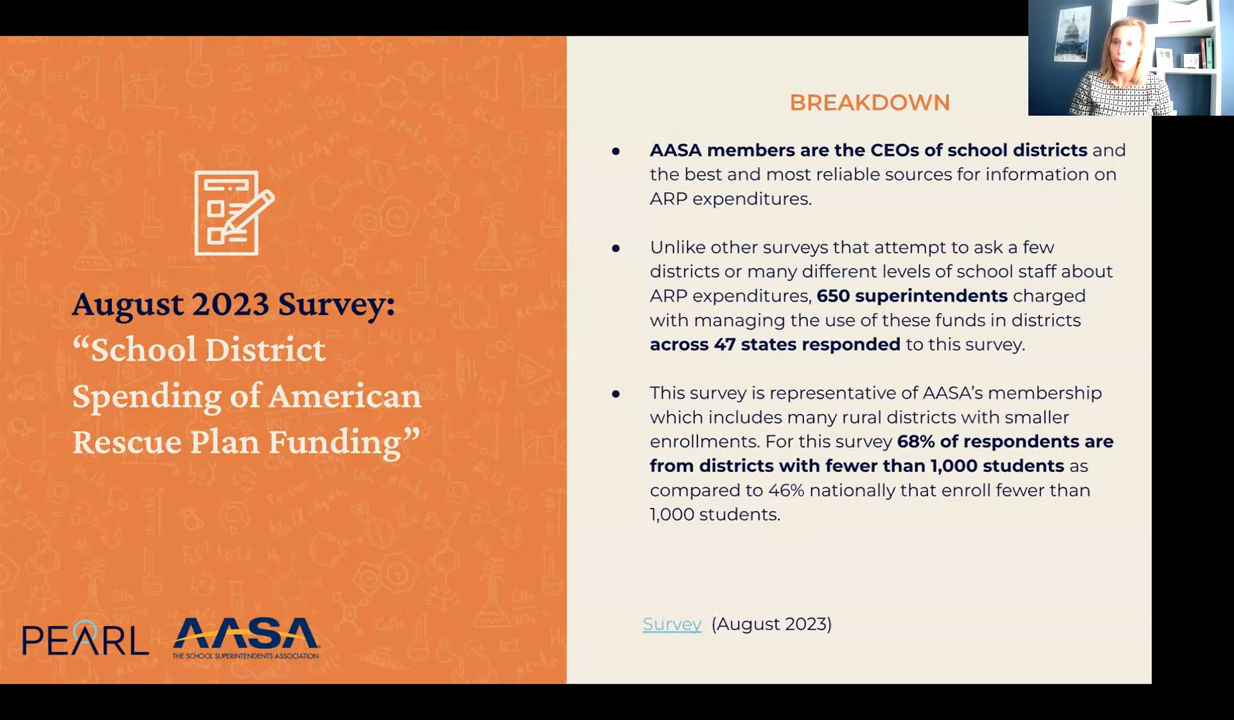 August 2023 Survey:
“School District
Spending of American
Rescue Plan Funding”
PEARL
AASA
THE SCHOOL SUPERINTENDENTS ASSOCIATION
BREAKDOWN
● AASA members are the CEOs of school districts and
the best and most reliable sources for information on
ARP expenditures.
● Unlike other surveys that attempt to ask a few
districts or many different levels of school staff about
ARP expenditures, 650 superintendents charged
with managing the use of these funds in districts
across 47 states responded to this survey.
● This survey is representative of AASA’s membership
which includes many rural districts with smaller
enrollments. For this survey 68% of respondents are
from districts with fewer than 1,000 students as
compared to 46% nationally that enroll fewer than
1,000 students.
Survey (August 2023)